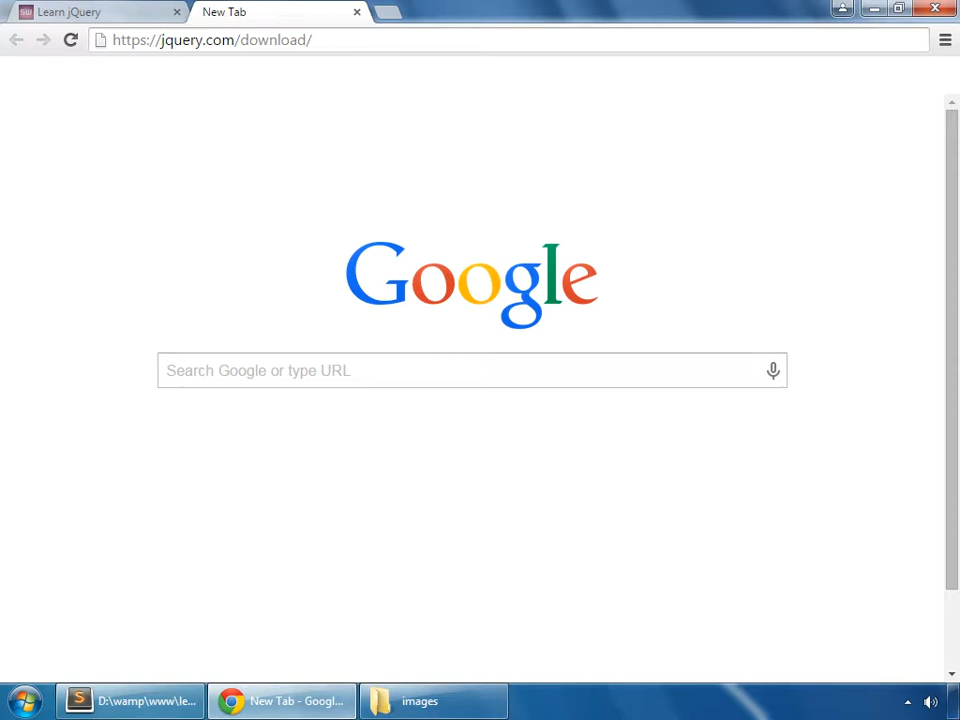 SW Learn jQuery
New Tab
https://jquery.com/download/
Google
Search Google or type URL
S D:\wamp\www\le...
New Tab - Googl...
images